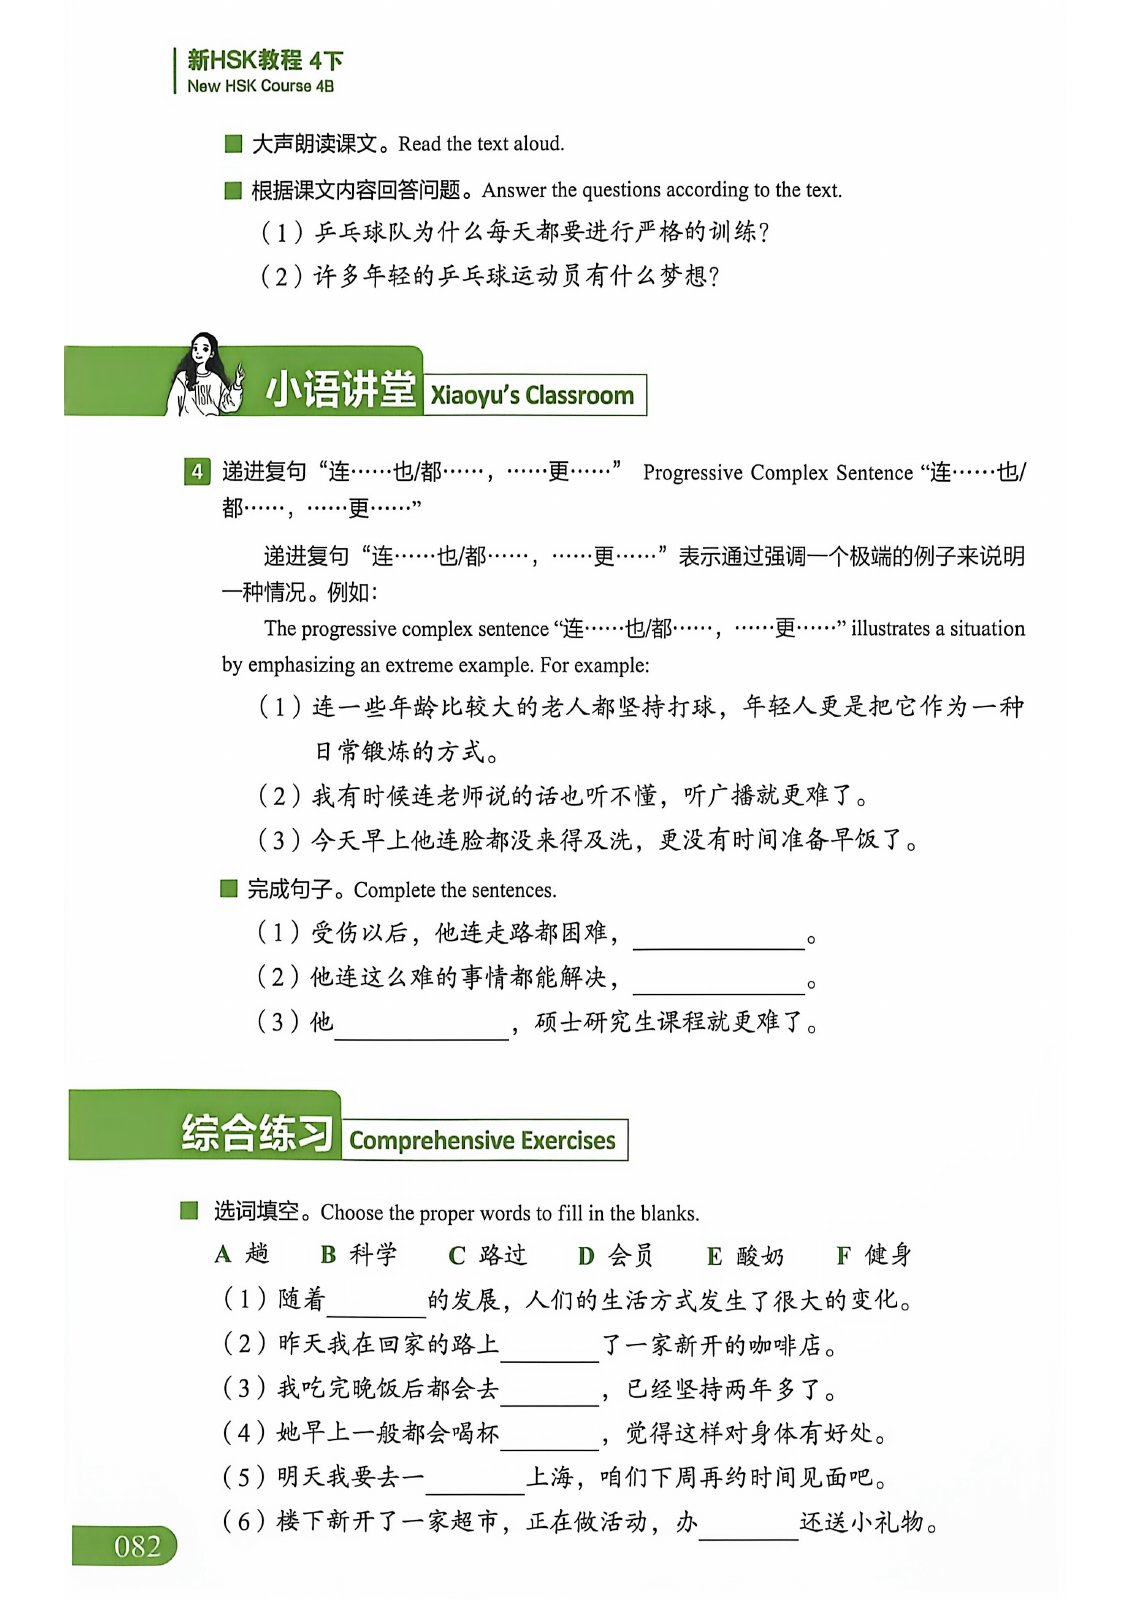 新HSK教程 4下
New HSK Course 4B
■ 大声朗读课文。Read the text aloud.
■ 根据课文内容回答问题。Answer the questions according to the text.
（1）乒乓球队为什么每天都要进行严格的训练？
（2）许多年轻的乒乓球运动员有什么梦想？
HSK
小语讲堂 Xiaoyu's Classroom
4 递进复句“连……也/都……，……更……” Progressive Complex Sentence “连……也/
都……，……更……”
递进复句“连……也/都……，……更……”表示通过强调一个极端的例子来说明
一种情况。例如：
The progressive complex sentence “连……也/都……，……更……” illustrates a situation
by emphasizing an extreme example. For example:
（1）连一些年龄比较大的老人都坚持打球，年轻人更是把它作为一种
日常锻炼的方式。
（2）我有时候连老师说的话也听不懂，听广播就更难了。
（3）今天早上他连脸都没来得及洗，更没有时间准备早饭了。
■ 完成句子。Complete the sentences.
（1）受伤以后，他连走路都困难，______________。
（2）他连这么难的事情都能解决，______________。
（3）他______________，硕士研究生课程就更难了。
综合练习 Comprehensive Exercises
■ 选词填空。Choose the proper words to fill in the blanks.
A 趟 B 科学 C 路过 D 会员 E 酸奶 F 健身
（1）随着________的发展，人们的生活方式发生了很大的变化。
（2）昨天我在回家的路上________了一家新开的咖啡店。
（3）我吃完晚饭后都会去________，已经坚持两年多了。
（4）她早上一般都会喝杯________，觉得这样对身体有好处。
（5）明天我要去一________上海，咱们下周再约时间见面吧。
（6）楼下新开了一家超市，正在做活动，办________还送小礼物。
082